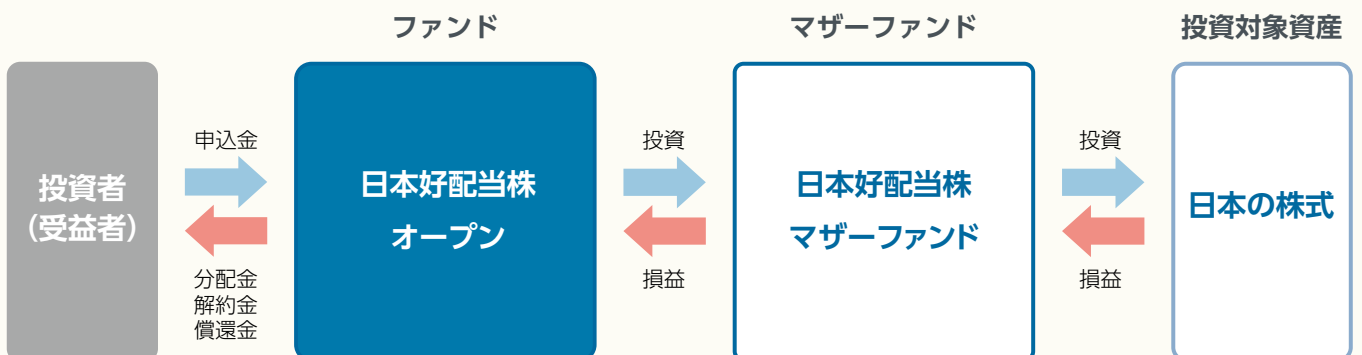 ファンド
マザーファンド
投資対象資産
投資者
(受益者)
申込金
分配金
解約金
償還金
日本好配当株
オープン
投資
損益
日本好配当株
マザーファンド
投資
損益
日本の株式